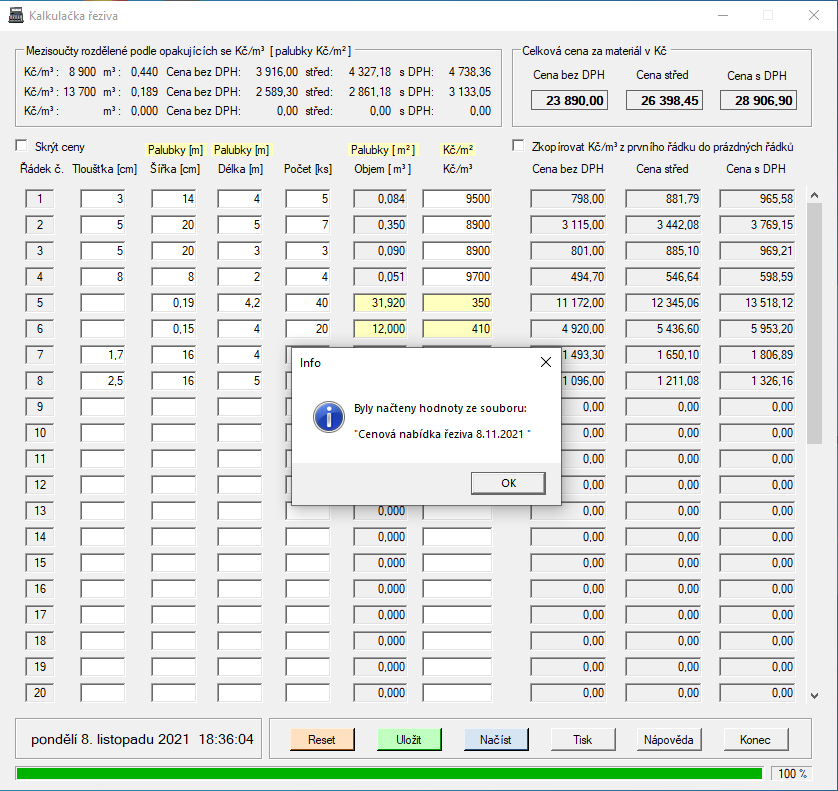 Kalkulačka řeziva
Mezisoučty rozdělené podle opakujících se Kč/m³ [ palubky Kč/m² ]
Kč/m³ : 8 900 m³ : 0,440 Cena bez DPH: 3 916,00 střed: 4 327,18 s DPH: 4 738,36
Kč/m³ : 13 700 m³ : 0,189 Cena bez DPH: 2 589,30 střed: 2 861,18 s DPH: 3 133,05
Kč/m³ : m³ : 0,000 Cena bez DPH: 0,00 střed: 0,00 s DPH: 0,00
Celková cena za materiál v Kč
Cena bez DPH Cena střed Cena s DPH
23 890,00 26 398,45 28 906,90
Skrýt ceny Palubky [m] Palubky [m] Palubky [ m² ] Kč/m² Zkopírovat Kč/m³ z prvního řádku do prázdných řádků
Řádek č. Tloušťka [cm] Šířka [cm] Délka [m] Počet [ks] Objem [ m³ ] Kč/m³ Cena bez DPH Cena střed Cena s DPH
1 3 14 4 5 0,084 9500 798,00 881,79 965,58
2 5 20 5 7 0,350 8900 3 115,00 3 442,08 3 769,15
3 5 20 3 3 0,090 8900 801,00 885,10 969,21
4 8 8 2 4 0,051 9700 494,70 546,64 598,59
5 0,19 4,2 40 31,920 350 11 172,00 12 345,06 13 518,12
6 0,15 4 20 12,000 410 4 920,00 5 436,60 5 953,20
7 1,7 16 4 1 493,30 1 650,10 1 806,89
8 2,5 16 5 1 096,00 1 211,08 1 326,16
9 0,00 0,00 0,00
10 0,00 0,00 0,00
11 0,00 0,00 0,00
12 0,00 0,00 0,00
13 0,000 0,00 0,00 0,00
14 0,000 0,00 0,00 0,00
15 0,000 0,00 0,00 0,00
16 0,000 0,00 0,00 0,00
17 0,000 0,00 0,00 0,00
18 0,000 0,00 0,00 0,00
19 0,000 0,00 0,00 0,00
20 0,000 0,00 0,00 0,00
Info
Byly načteny hodnoty ze souboru:
"Cenová nabídka řeziva 8.11.2021 "
OK
pondělí 8. listopadu 2021 18:36:04 Reset Uložit Načíst Tisk Nápověda Konec
100 %